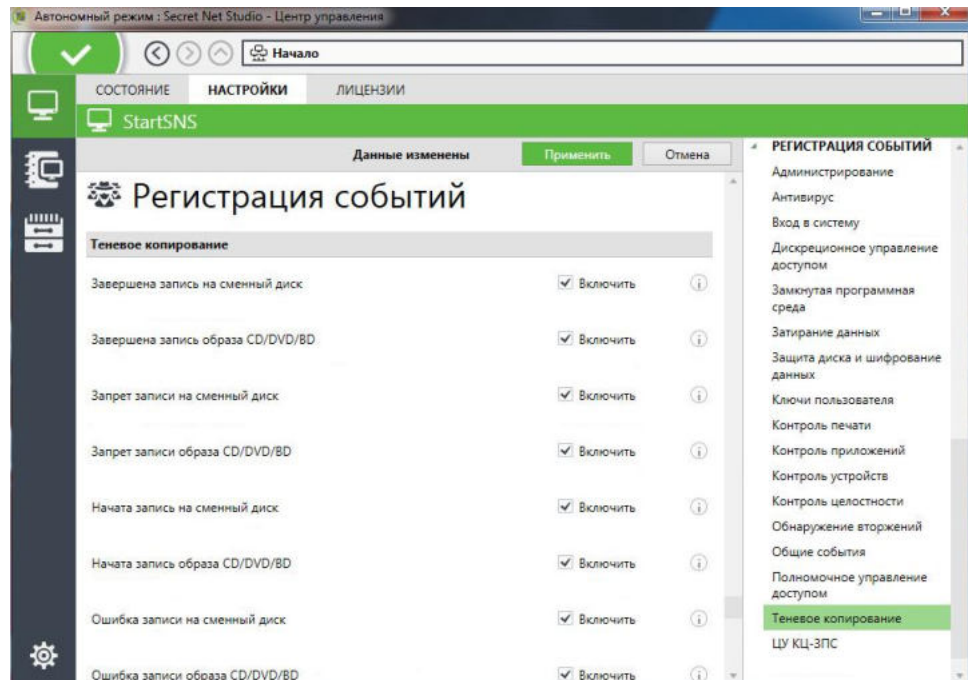 Автономный режим : Secret Net Studio - Центр управления
Начало
СОСТОЯНИЕ НАСТРОЙКИ ЛИЦЕНЗИИ
StartSNS
Данные изменены Применить Отмена
Регистрация событий
Теневое копирование
Завершена запись на сменный диск Включить
Завершена запись образа CD/DVD/BD Включить
Запрет записи на сменный диск Включить
Запрет записи образа CD/DVD/BD Включить
Начата запись на сменный диск Включить
Начата запись образа CD/DVD/BD Включить
Ошибка записи на сменный диск Включить
Ошибка записи образа CD/DVD/BD Включить
РЕГИСТРАЦИЯ СОБЫТИЙ
Администрирование
Антивирус
Вход в систему
Дискреционное управление
доступом
Замкнутая программная
среда
Затирание данных
Защита диска и шифрование
данных
Ключи пользователя
Контроль печати
Контроль приложений
Контроль устройств
Контроль целостности
Обнаружение вторжений
Общие события
Полномочное управление
доступом
Теневое копирование
ЦУ КЦ-ЗПС